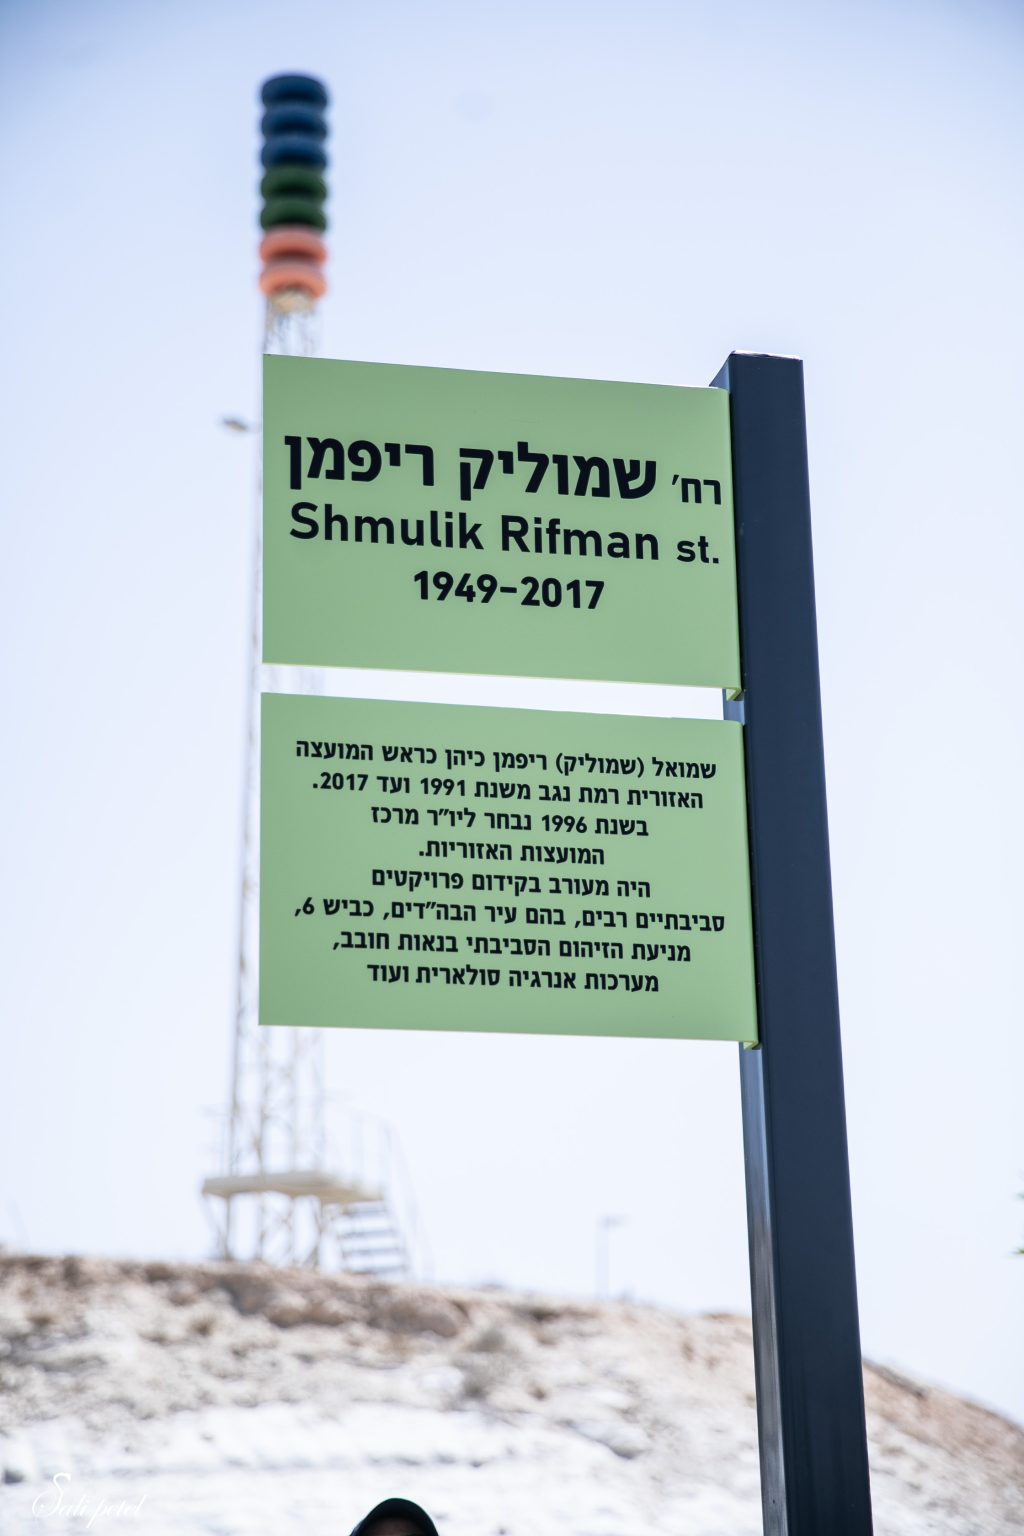 רח' שמוליק ריפמן
Shmulik Rifman st.
1949-2017
שמואל (שמוליק) ריפמן כיהן כראש המועצה
האזורית רמת נגב משנת 1991 ועד 2017.
בשנת 1996 נבחר ליו"ר מרכז
המועצות האזוריות.
היה מעורב בקידום פרויקטים
סביבתיים רבים, בהם עיר הבה"דים, כביש 6,
מניעת הזיהום הסביבתי בנאות חובב,
מערכות אנרגיה סולארית ועוד
Sali petel